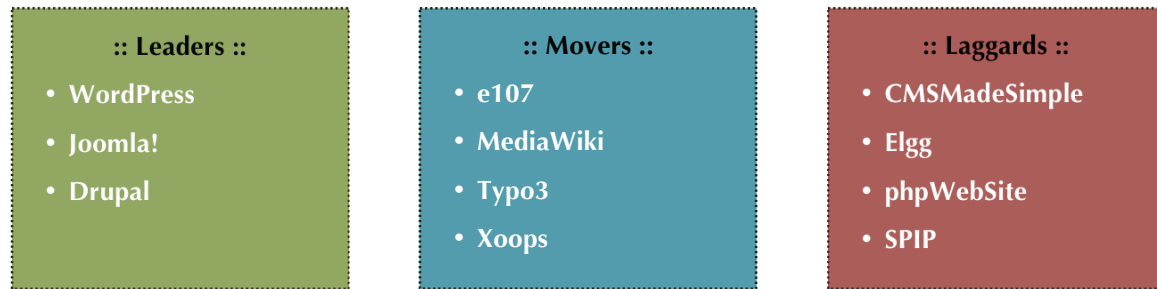 :: Leaders ::
• WordPress
• Joomla!
• Drupal
:: Movers ::
• e107
• MediaWiki
• Typo3
• Xoops
:: Laggards ::
• CMSMadeSimple
• Elgg
• phpWebSite
• SPIP